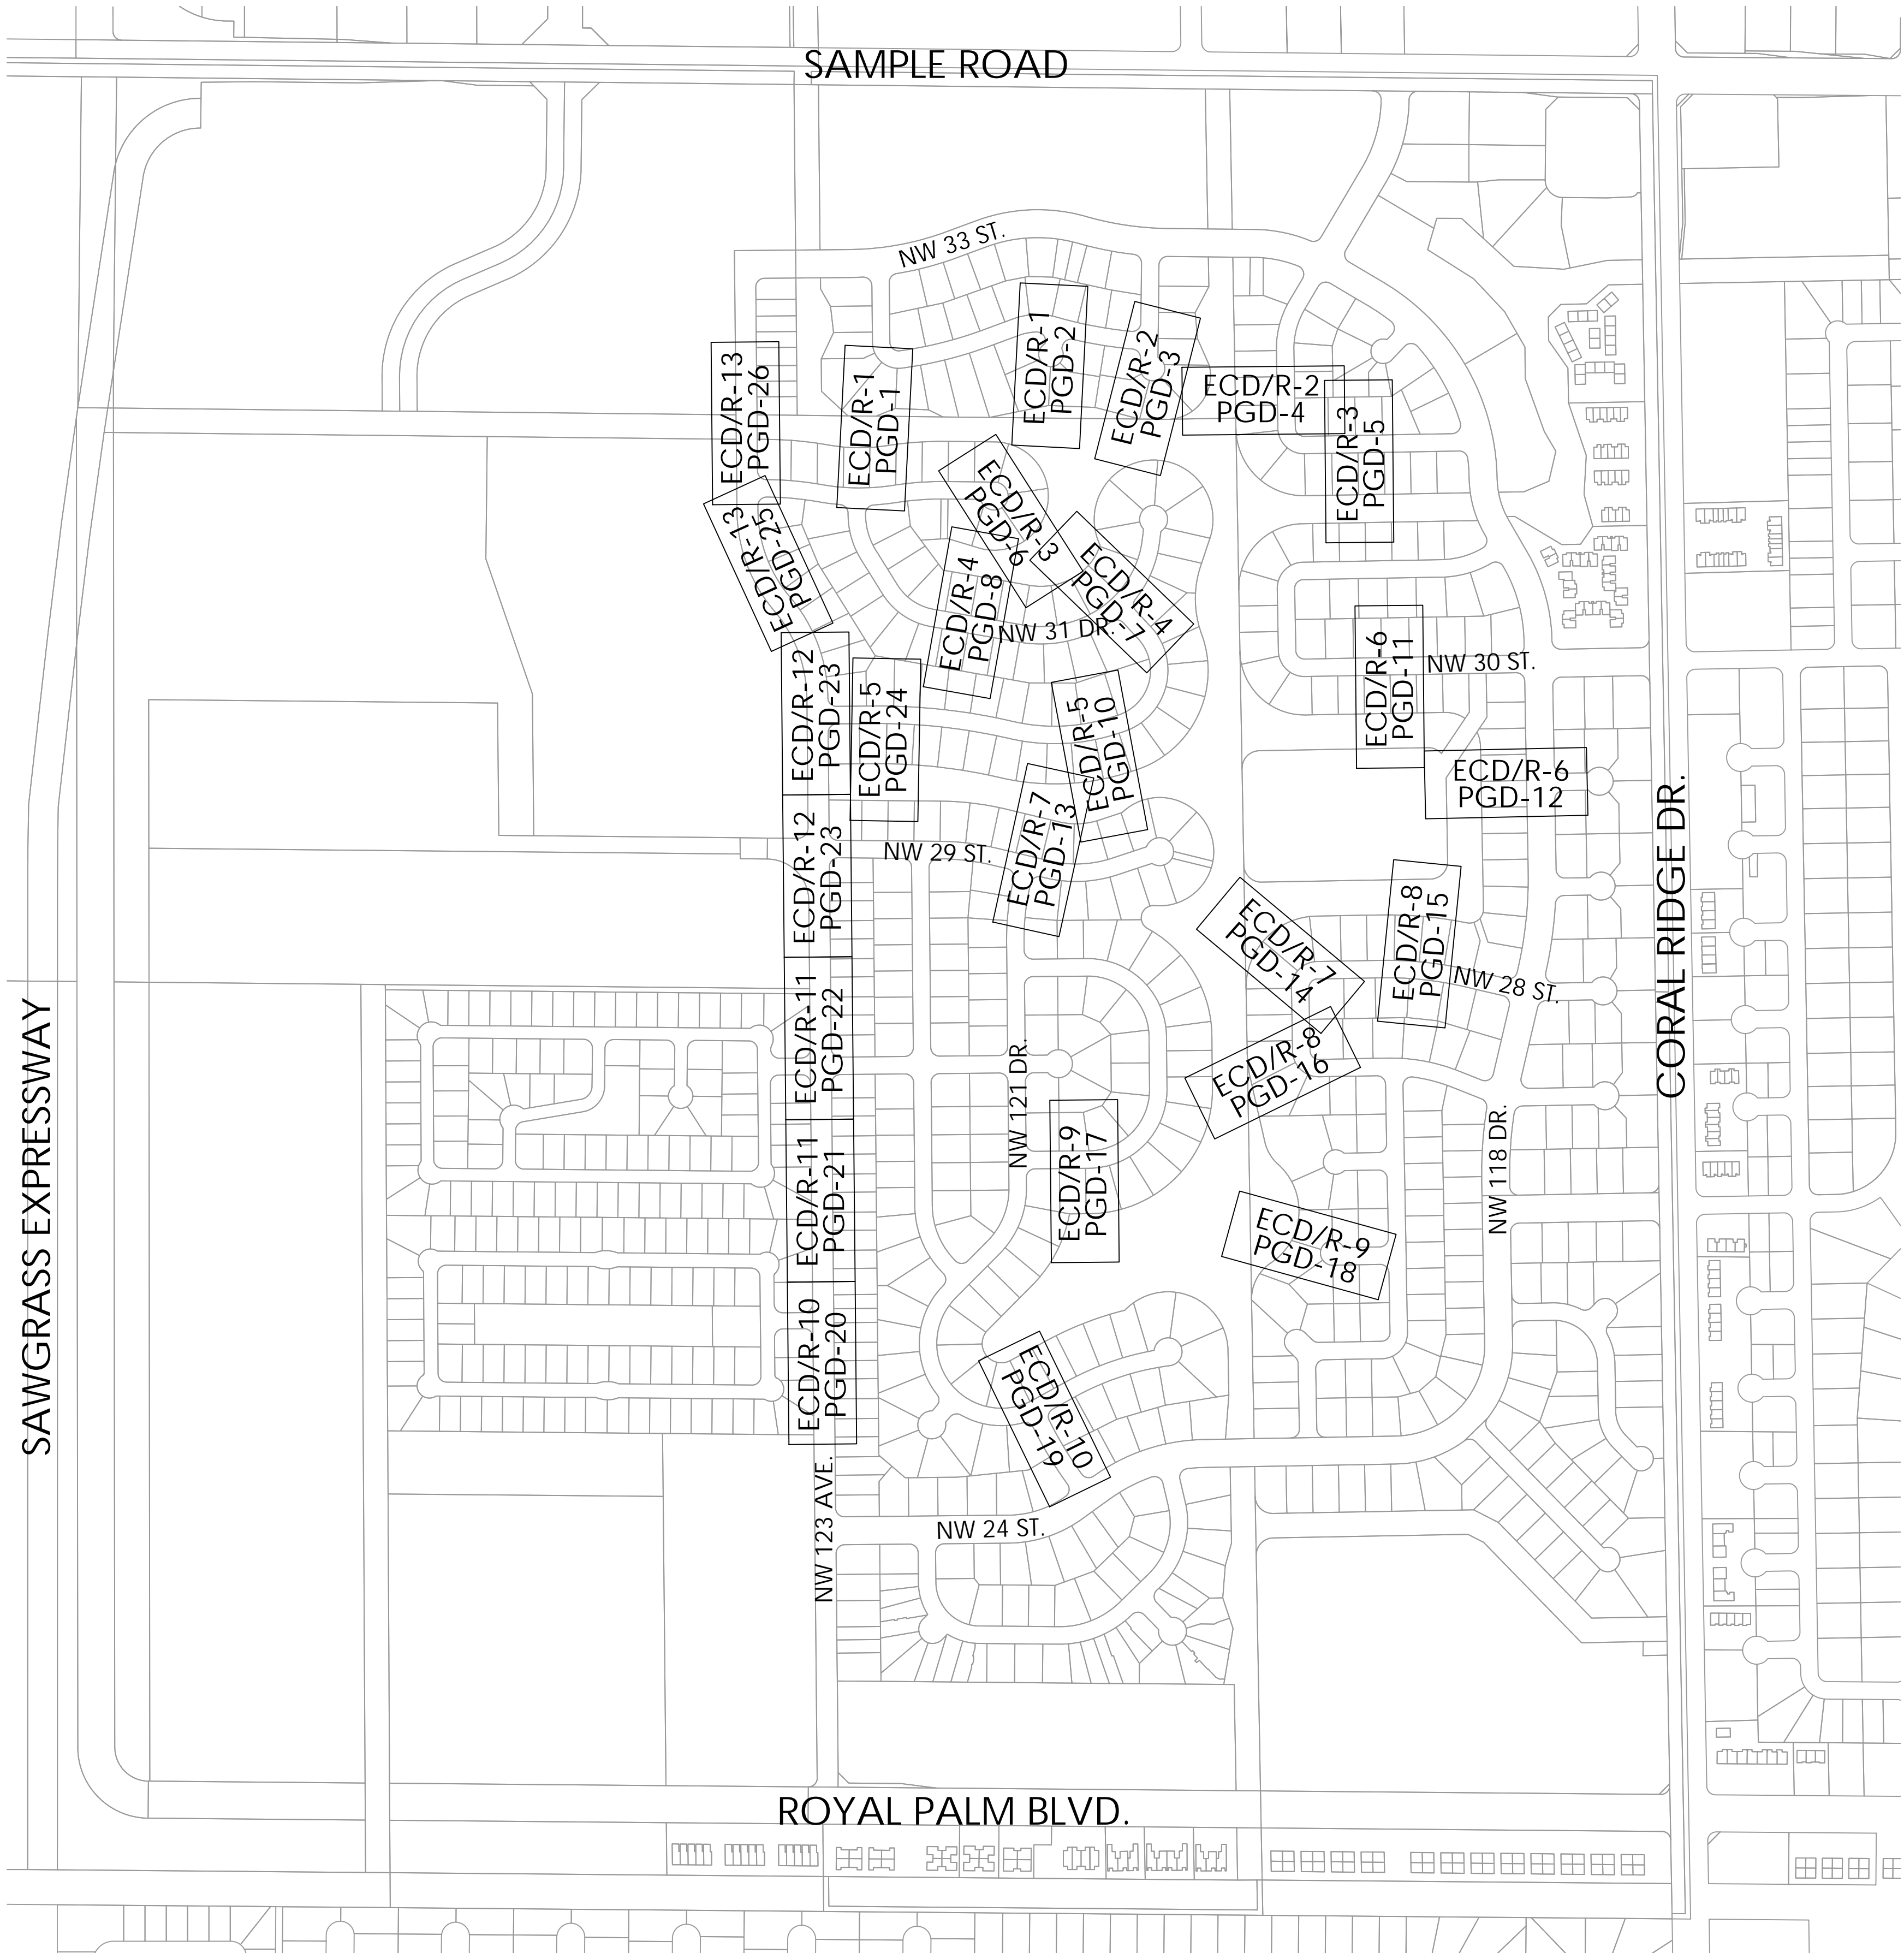 SAMPLE ROAD
NW 33 ST.
ECD/R-1
PGD-2
ECD/R-2
PGD-3
ECD/R-13
PGD-26
ECD/R-1
PGD-1
ECD/R-2
PGD-4
ECD/R-3
PGD-5
ECD/R-3
PGD-6
ECD/R-13
PGD-25
ECD/R-4
PGD-8
ECD/R-4
PGD-7
NW 31 DR.
ECD/R-12
PGD-23
ECD/R-5
PGD-24
ECD/R-5
PGD-10
ECD/R-6
PGD-11
NW 30 ST.
ECD/R-6
PGD-12
ECD/R-12
PGD-23
NW 29 ST.
ECD/R-7
PGD-13
ECD/R-7
PGD-14
ECD/R-8
PGD-15
NW 28 ST.
CORAL RIDGE DR.
ECD/R-11
PGD-22
NW 121 DR.
ECD/R-8
PGD-16
SAWGRASS EXPRESSWAY
ECD/R-11
PGD-21
ECD/R-9
PGD-17
NW 118 DR.
ECD/R-9
PGD-18
ECD/R-10
PGD-20
ECD/R-10
PGD-19
NW 123 AVE.
NW 24 ST.
ROYAL PALM BLVD.